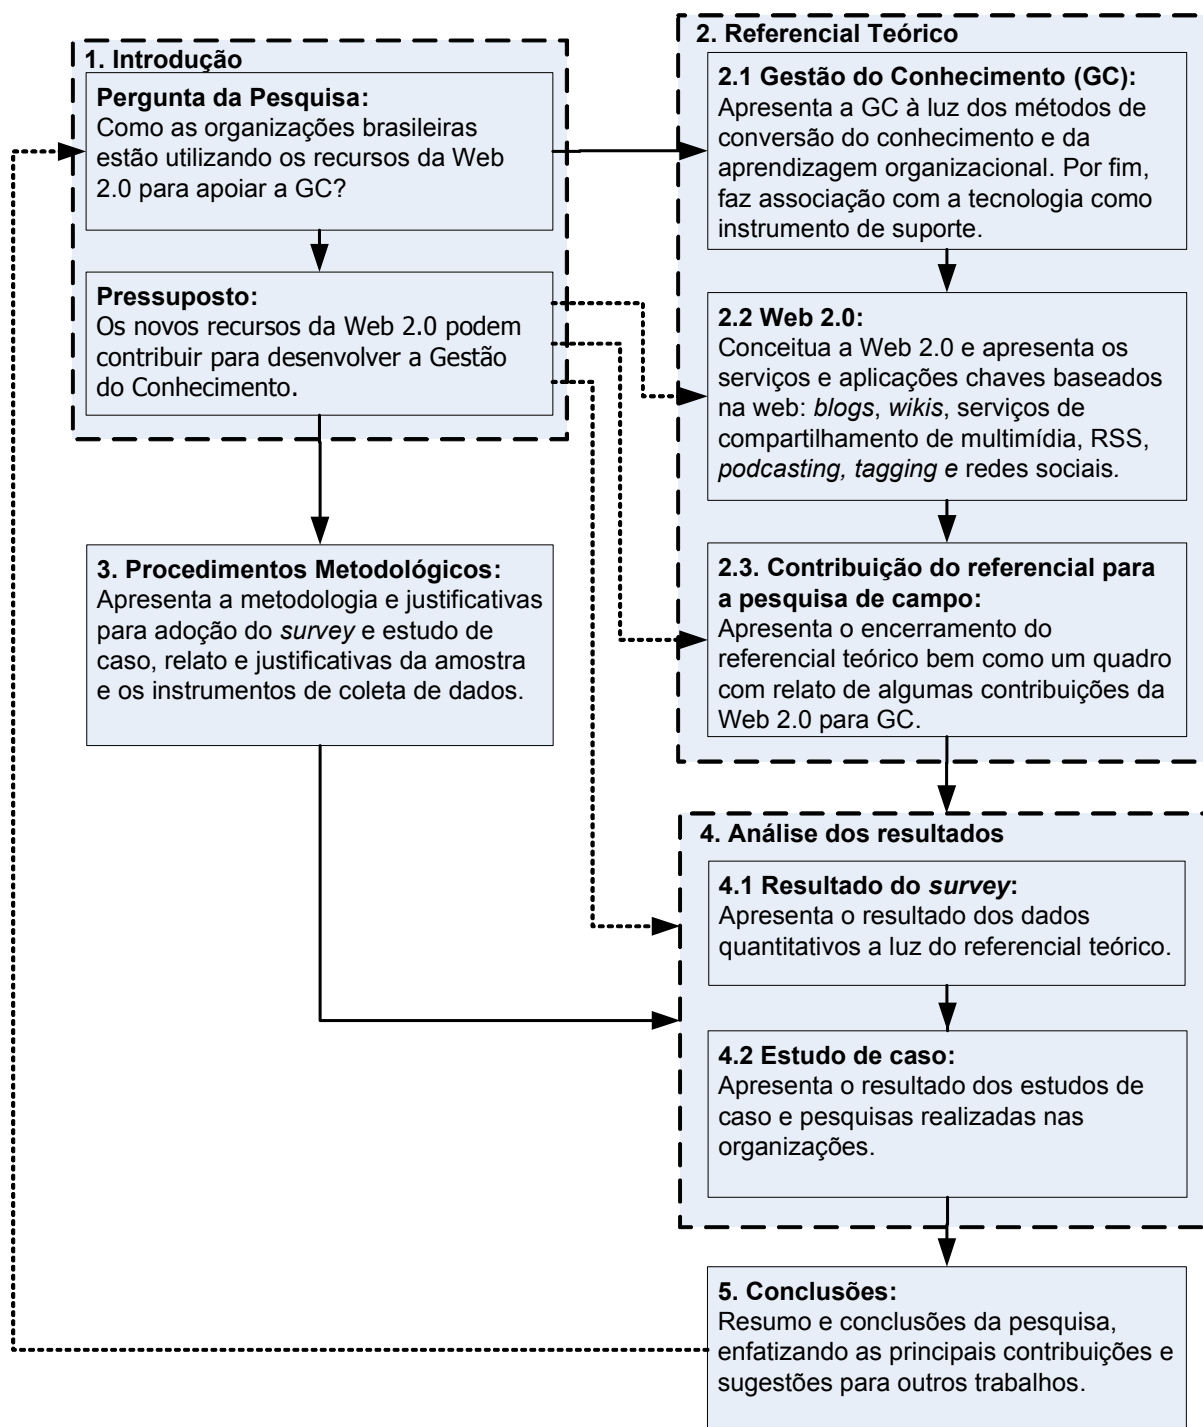 1. Introdução
Pergunta da Pesquisa:
Como as organizações brasileiras
estão utilizando os recursos da Web
2.0 para apoiar a GC?
Pressuposto:
Os novos recursos da Web 2.0 podem
contribuir para desenvolver a Gestão
do Conhecimento.
3. Procedimentos Metodológicos:
Apresenta a metodologia e justificativas
para adoção do survey e estudo de
caso, relato e justificativas da amostra
e os instrumentos de coleta de dados.
2. Referencial Teórico
2.1 Gestão do Conhecimento (GC):
Apresenta a GC à luz dos métodos de
conversão do conhecimento e da
aprendizagem organizacional. Por fim,
faz associação com a tecnologia como
instrumento de suporte.
2.2 Web 2.0:
Conceitua a Web 2.0 e apresenta os
serviços e aplicações chaves baseados
na web: blogs, wikis, serviços de
compartilhamento de multimídia, RSS,
podcasting, tagging e redes sociais.
2.3. Contribuição do referencial para
a pesquisa de campo:
Apresenta o encerramento do
referencial teórico bem como um quadro
com relato de algumas contribuições da
Web 2.0 para GC.
4. Análise dos resultados
4.1 Resultado do survey:
Apresenta o resultado dos dados
quantitativos a luz do referencial teórico.
4.2 Estudo de caso:
Apresenta o resultado dos estudos de
caso e pesquisas realizadas nas
organizações.
5. Conclusões:
Resumo e conclusões da pesquisa,
enfatizando as principais contribuições e
sugestões para outros trabalhos.